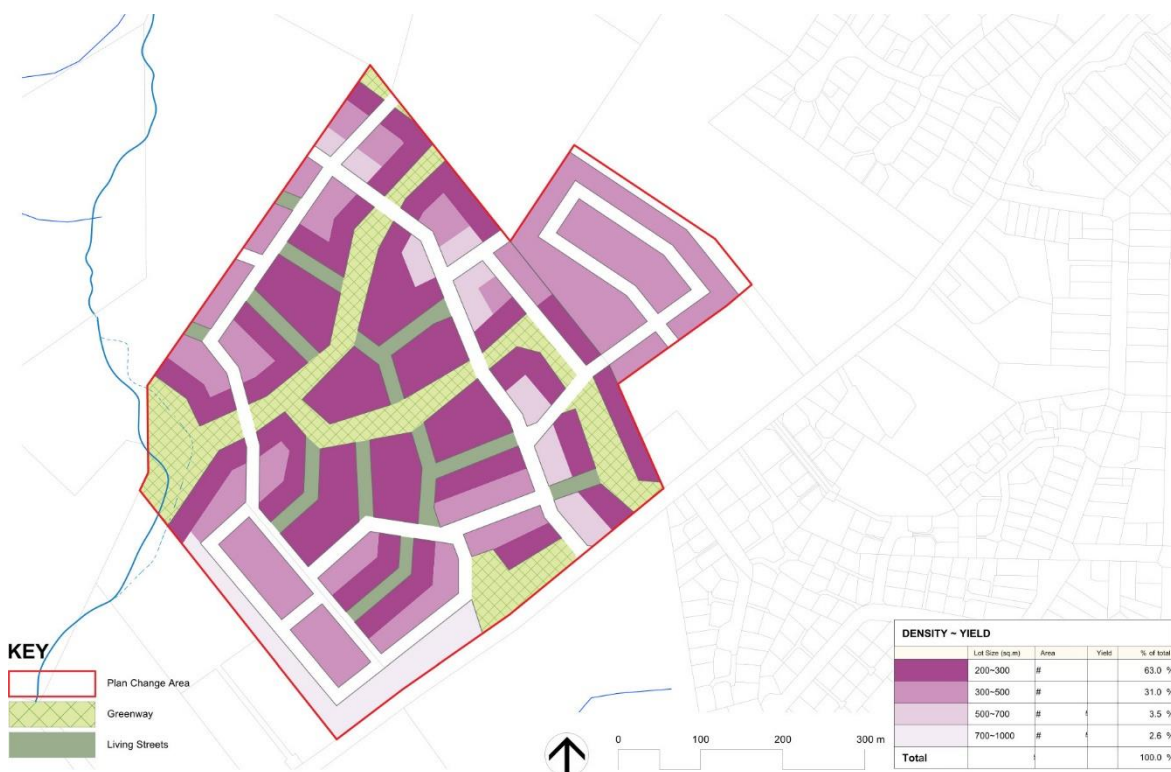 KEY
Plan Change Area
Greenway
Living Streets
0 100 200 300 m
DENSITY ~ YIELD
Lot Size (sq.m) Area Yield % of total
200~300 # 63.0 %
300~500 # 31.0 %
500~700 # 3.5 %
700~1000 # 2.6 %
Total 100.0 %